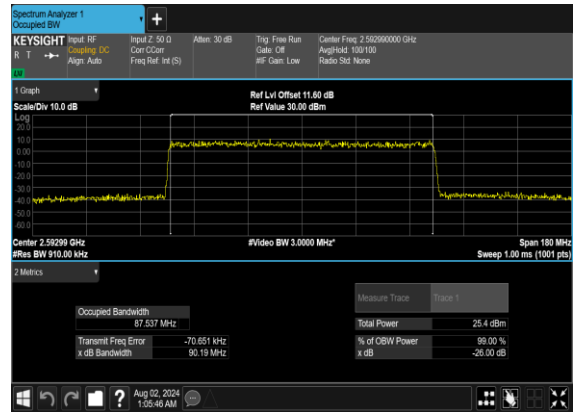 Spectrum Analyzer 1
Occupied BW
+
KEYSIGHT Input: RF Input Z: 50 Ω Atten: 30 dB Trig: Free Run Center Freq: 2.592990000 GHz
R T Coupling: DC Corr CCorr Gate: Off Avg|Hold: 100/100
Align: Auto Freq Ref: Int (S) #IF Gain: Low Radio Std: None
1 Graph
Ref Lvl Offset 11.60 dB
Scale/Div 10.0 dB Ref Value 30.00 dBm
Log
20.0
10.0
0.00
-10.0
-20.0
-30.0
-40.0
-50.0
-60.0
Center 2.59299 GHz #Video BW 3.0000 MHz* Span 180 MHz
#Res BW 910.00 kHz Sweep 1.00 ms (1001 pts)
2 Metrics
Measure Trace Trace 1
Occupied Bandwidth
87.537 MHz Total Power 25.4 dBm
Transmit Freq Error -70.651 kHz % of OBW Power 99.00 %
x dB Bandwidth 90.19 MHz x dB -26.00 dB
? Aug 02, 2024
1:05:46 AM